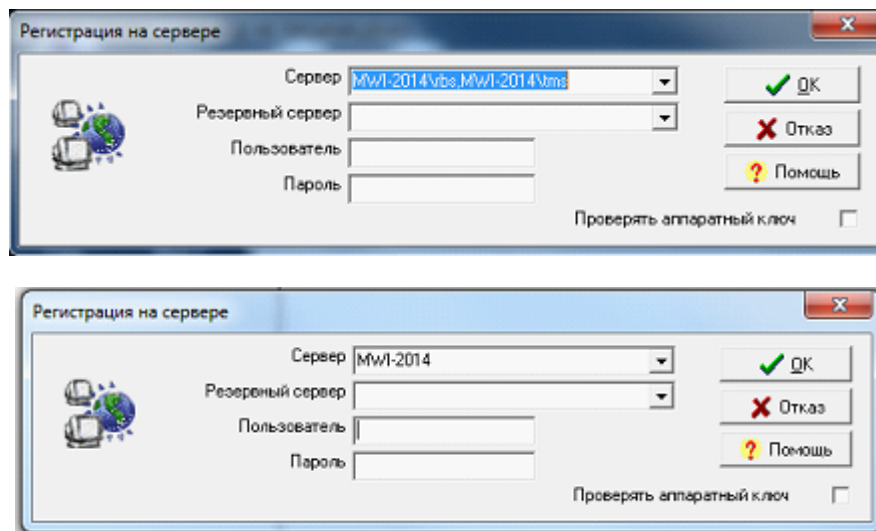 Регистрация на сервере
Сервер MWI-2014\rbs,MWI-2014\tms
OK
Резервный сервер
Отказ
Пользователь
Помощь
Пароль
Проверять аппаратный ключ
Регистрация на сервере
Сервер MWI-2014
OK
Резервный сервер
Отказ
Пользователь
Помощь
Пароль
Проверять аппаратный ключ